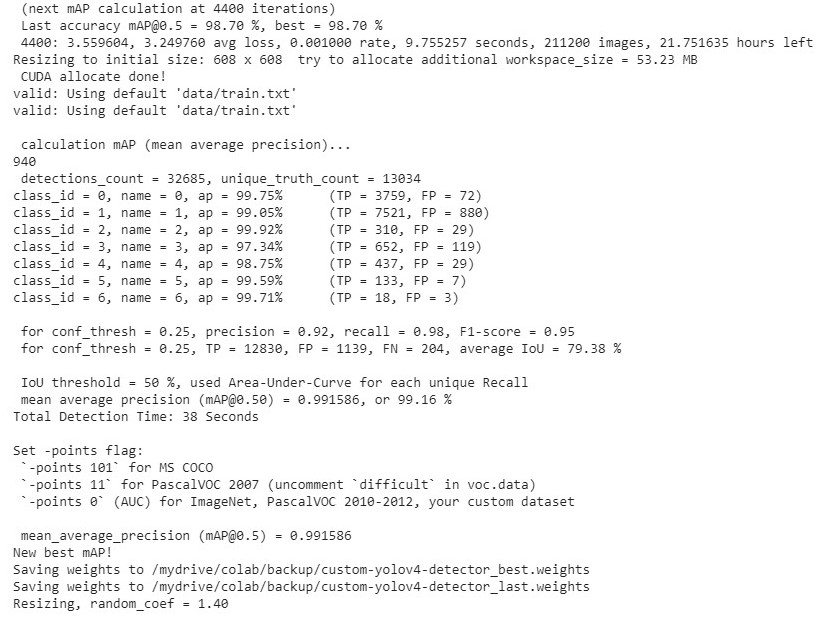 (next mAP calculation at 4400 iterations)
Last accuracy mAP@0.5 = 98.70 %, best = 98.70 %
4400: 3.559604, 3.249760 avg loss, 0.001000 rate, 9.755257 seconds, 211200 images, 21.751635 hours left
Resizing to initial size: 608 x 608  try to allocate additional workspace_size = 53.23 MB
CUDA allocate done!
valid: Using default 'data/train.txt'
valid: Using default 'data/train.txt'
calculation mAP (mean average precision)...
940
detections_count = 32685, unique_truth_count = 13034
class_id = 0, name = 0, ap = 99.75%      (TP = 3759, FP = 72)
class_id = 1, name = 1, ap = 99.05%      (TP = 7521, FP = 880)
class_id = 2, name = 2, ap = 99.92%      (TP = 310, FP = 29)
class_id = 3, name = 3, ap = 97.34%      (TP = 652, FP = 119)
class_id = 4, name = 4, ap = 98.75%      (TP = 437, FP = 29)
class_id = 5, name = 5, ap = 99.59%      (TP = 133, FP = 7)
class_id = 6, name = 6, ap = 99.71%      (TP = 18, FP = 3)
for conf_thresh = 0.25, precision = 0.92, recall = 0.98, F1-score = 0.95
for conf_thresh = 0.25, TP = 12830, FP = 1139, FN = 204, average IoU = 79.38 %
IoU threshold = 50 %, used Area-Under-Curve for each unique Recall
mean average precision (mAP@0.50) = 0.991586, or 99.16 %
Total Detection Time: 38 Seconds
Set -points flag:
`-points 101` for MS COCO
`-points 11` for PascalVOC 2007 (uncomment `difficult` in voc.data)
`-points 0` (AUC) for ImageNet, PascalVOC 2010-2012, your custom dataset
mean_average_precision (mAP@0.5) = 0.991586
New best mAP!
Saving weights to /mydrive/colab/backup/custom-yolov4-detector_best.weights
Saving weights to /mydrive/colab/backup/custom-yolov4-detector_last.weights
Resizing, random_coef = 1.40